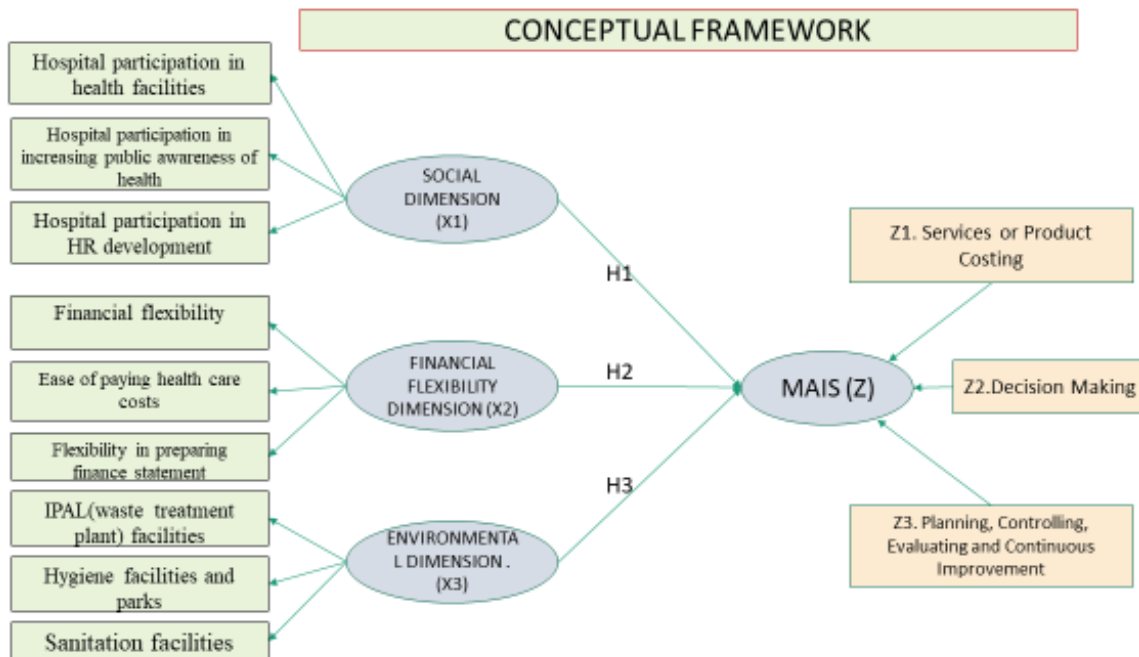 CONCEPTUAL FRAMEWORK
Hospital participation in
health facilities
Hospital participation in
increasing public awareness of
health
Hospital participation in
HR development
Financial flexibility
Ease of paying health care
costs
Flexibility in preparing
finance statement
IPAL(waste treatment
plant) facilities
Hygiene facilities and
parks
Sanitation facilities
SOCIAL
DIMENSION
(X1)
FINANCIAL
FLEXIBILITY
DIMENSION (X2)
ENVIRONMENTA
L DIMENSION .
(X3)
H1
H2
H3
MAIS (Z)
Z1. Services or Product
Costing
Z2.Decision Making
Z3. Planning, Controlling,
Evaluating and Continuous
Improvement